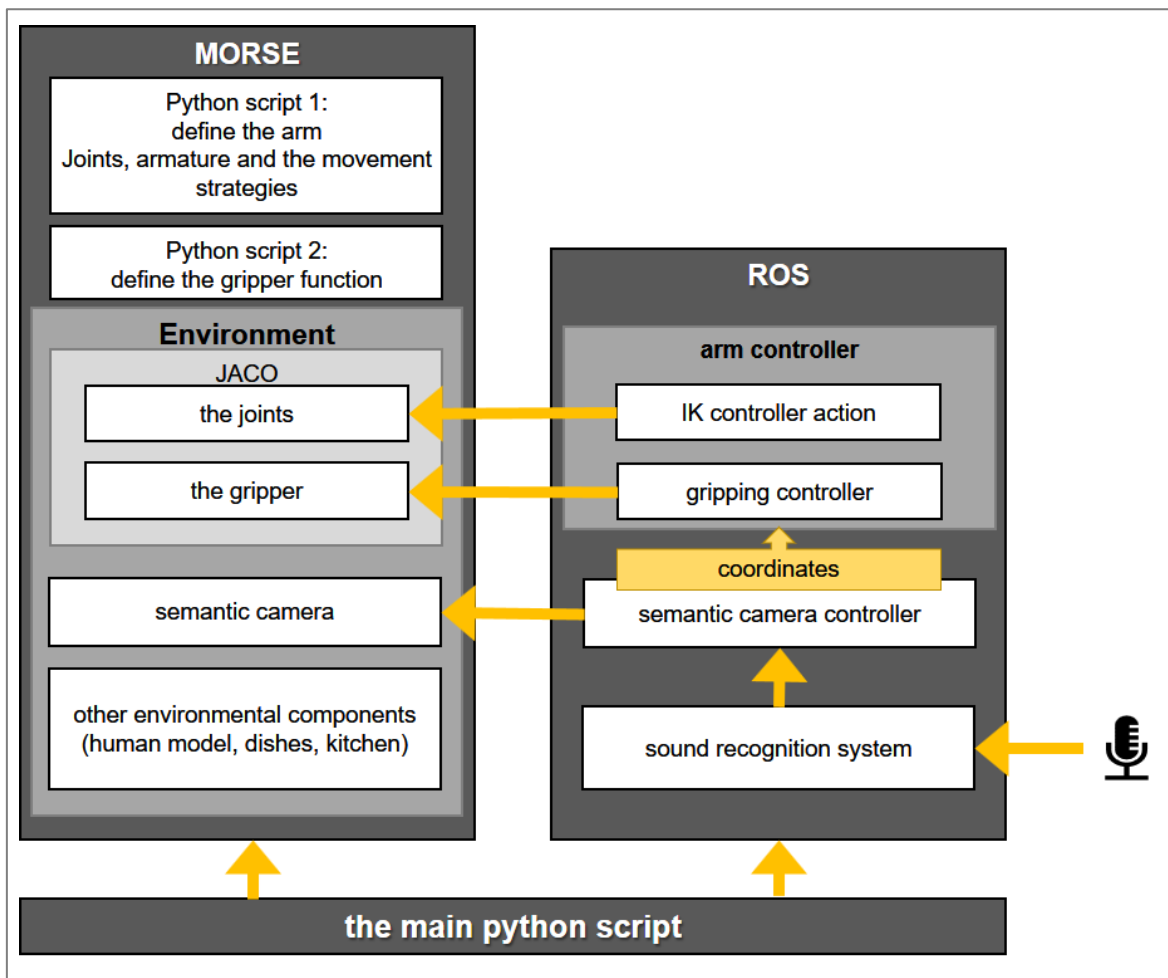 MORSE
Python script 1:
define the arm
Joints, armature and the movement
strategies
Python script 2:
define the gripper function
Environment
JACO
the joints
the gripper
semantic camera
other environmental components
(human model, dishes, kitchen)
ROS
arm controller
IK controller action
gripping controller
coordinates
semantic camera controller
sound recognition system
the main python script